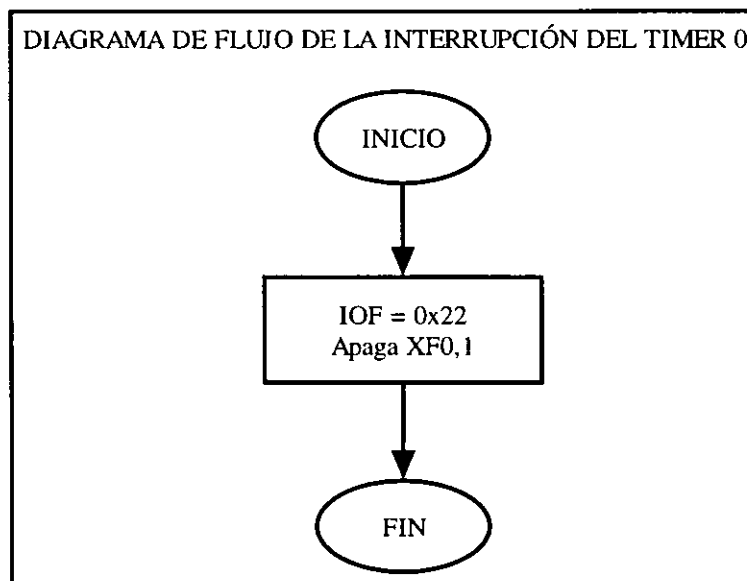 DIAGRAMA DE FLUJO DE LA INTERRUPCIÓN DEL TIMER 0
INICIO
IOF = 0x22
Apaga XF0,1
FIN